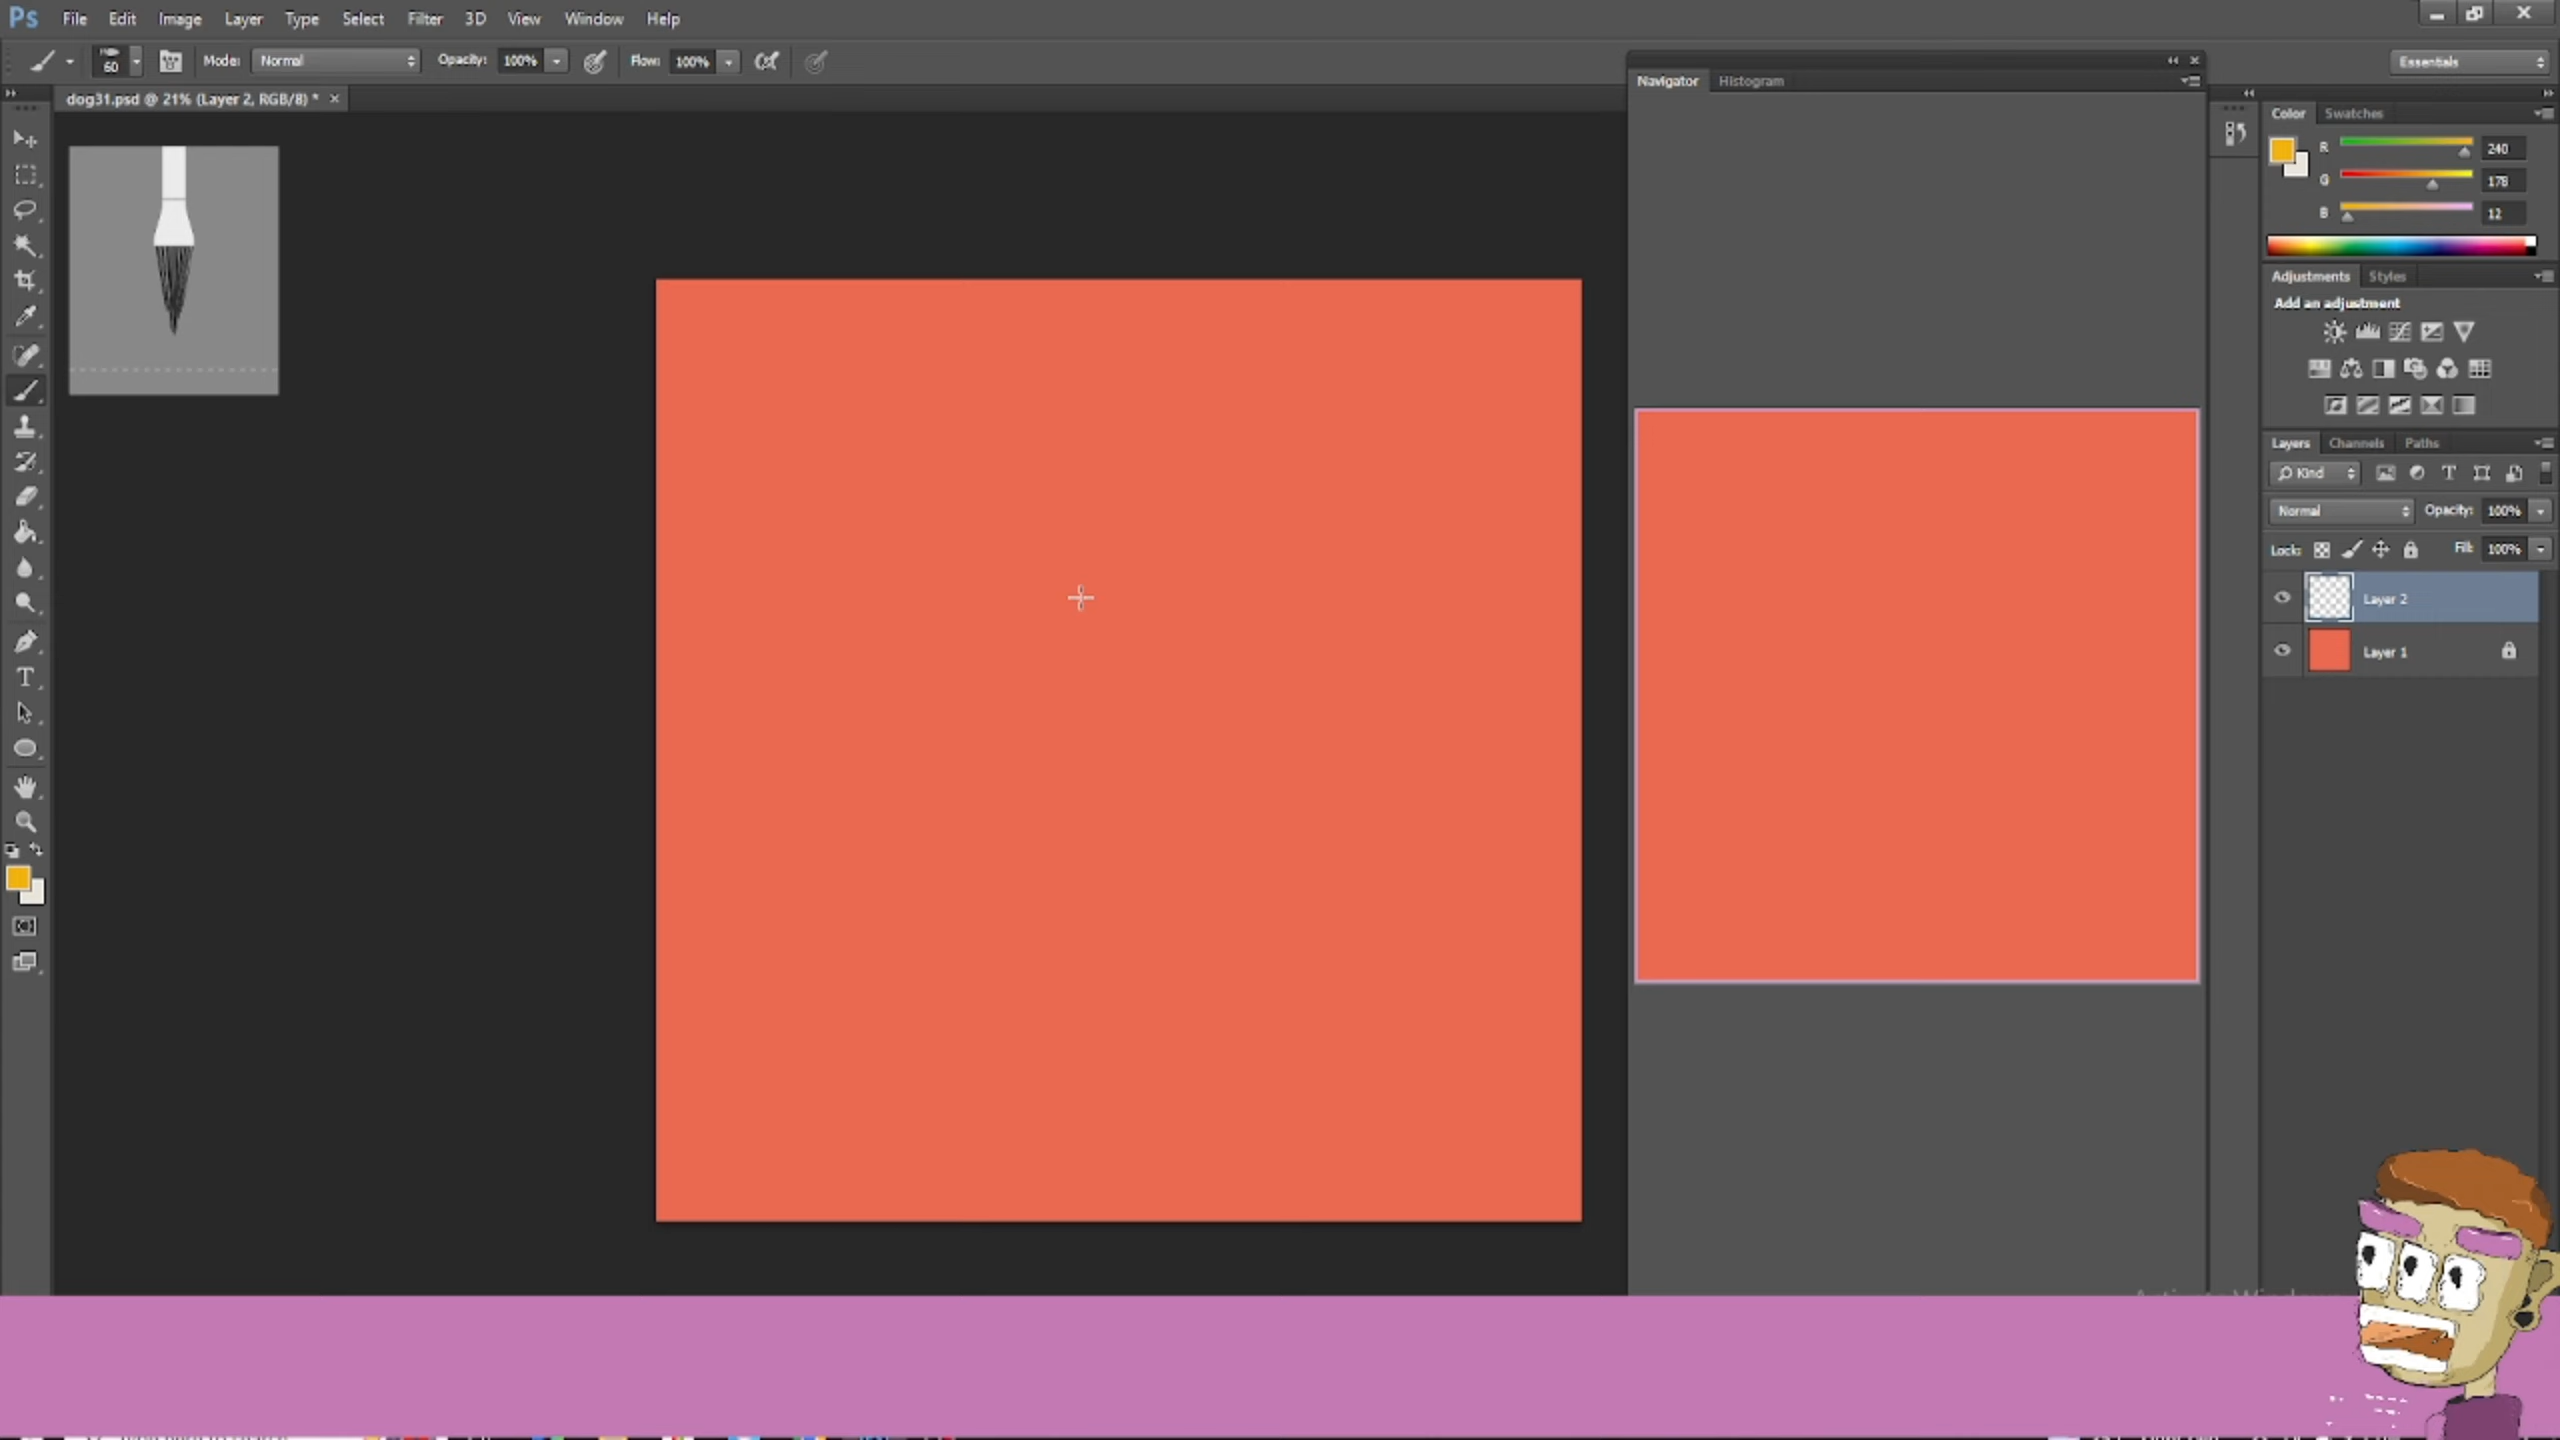 Ps File Edit Image Layer Type Select Filter 3D View Window Help
60 Mode: Normal Opacity: 100% Flow: 100% Essentials
Navigator Histogram
dog31.psd @ 21% (Layer 2, RGB/8) * ×
Color Swatches
R 240
G 178
B 12
Adjustments Styles
Add an adjustment
Layers Channels Paths
Kind T
Normal Opacity: 100%
Lock: Fill: 100%
Layer 2
Layer 1
T